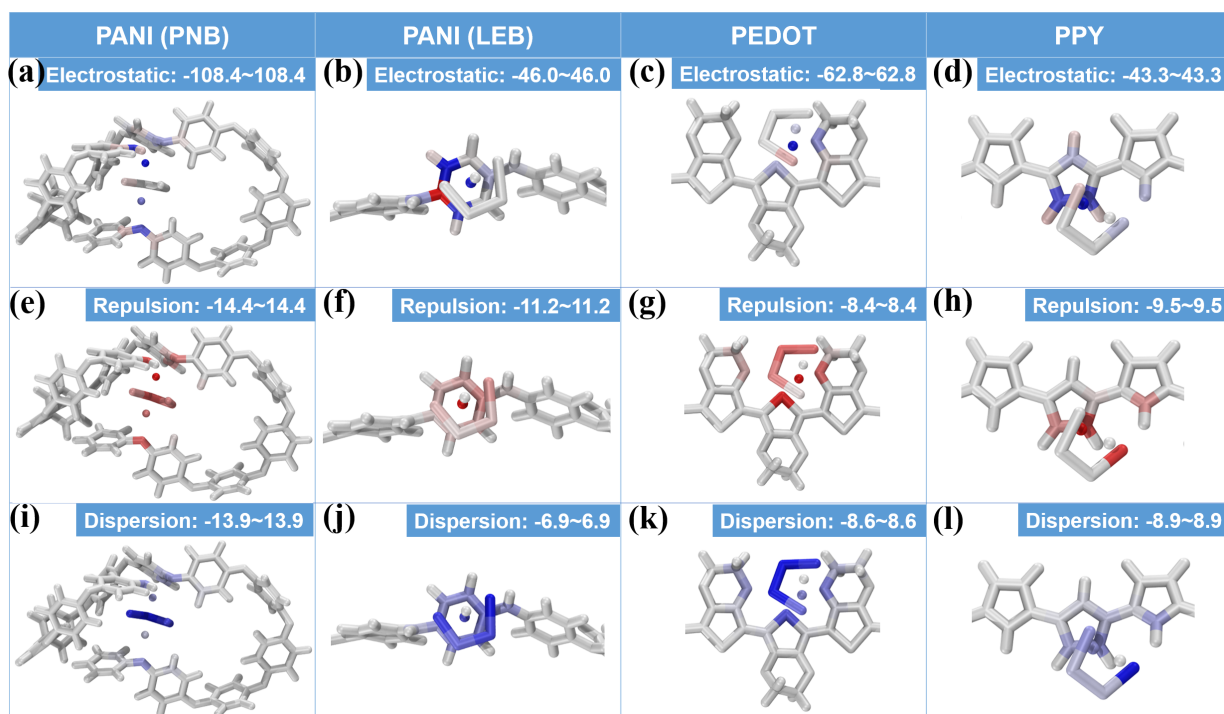 PANI (PNB) PANI (LEB) PEDOT PPY
(a) Electrostatic: -108.4~108.4 (b) Electrostatic: -46.0~46.0 (c) Electrostatic: -62.8~62.8 (d) Electrostatic: -43.3~43.3
(e) Repulsion: -14.4~14.4 (f) Repulsion: -11.2~11.2 (g) Repulsion: -8.4~8.4 (h) Repulsion: -9.5~9.5
(i) Dispersion: -13.9~13.9 (j) Dispersion: -6.9~6.9 (k) Dispersion: -8.6~8.6 (l) Dispersion: -8.9~8.9